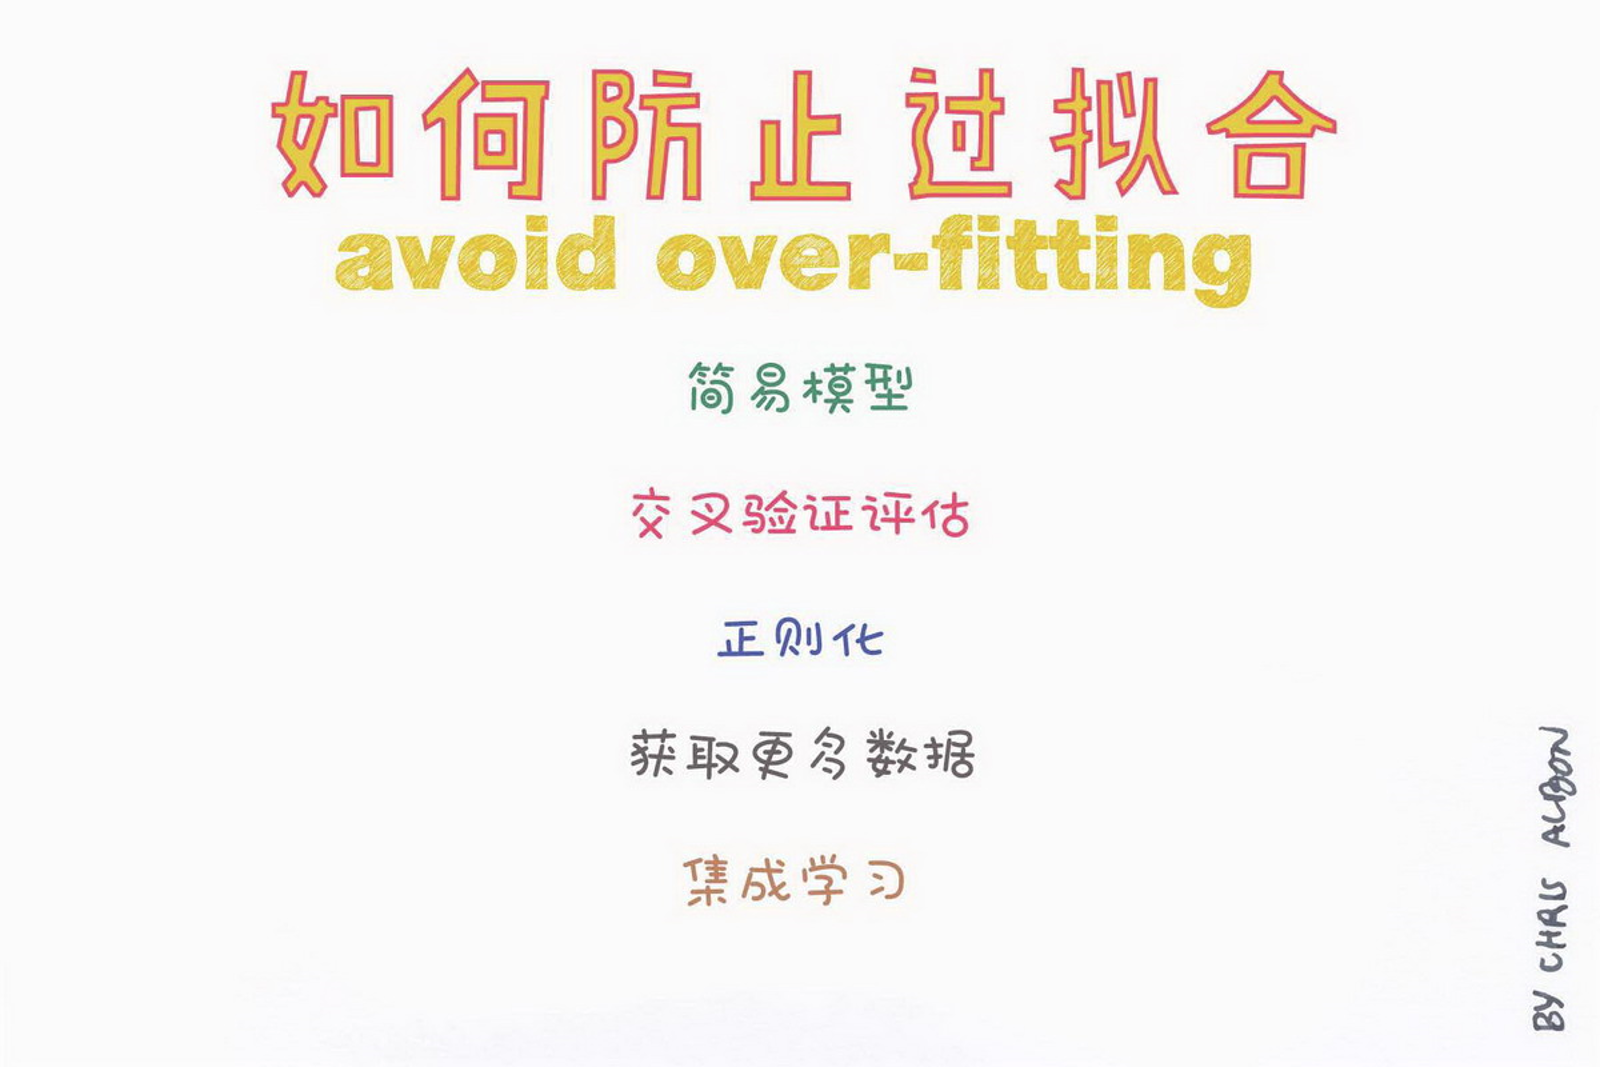 如何防止过拟合
avoid over-fitting
简易模型
交叉验证评估
正则化
获取更多数据
集成学习
BY CHRIS ALBON